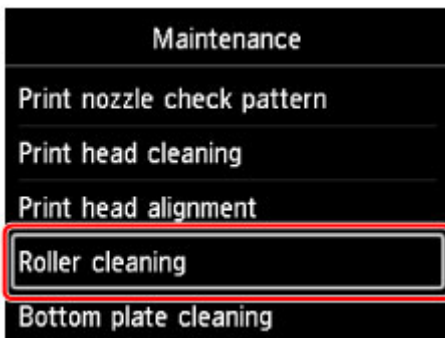 Maintenance
Print nozzle check pattern
Print head cleaning
Print head alignment
Roller cleaning
Bottom plate cleaning